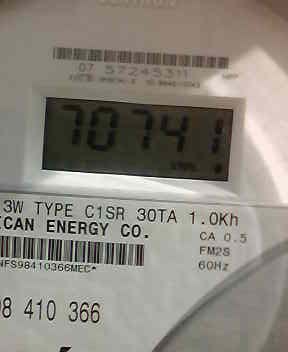 07 57245311
70741
3W TYPE C1SR 30TA 1.0Kh
ICAN ENERGY CO.
CA 0.5
FM2S
NFS98410366MEC*
60Hz
98 410 366